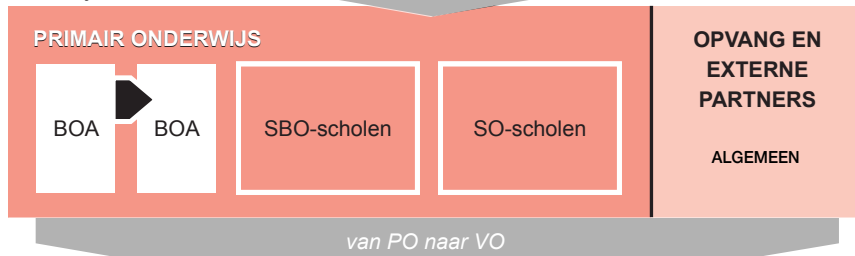 PRIMAIR ONDERWIJS
BOA
BOA
SBO-scholen
SO-scholen
OPVANG EN
EXTERNE
PARTNERS
ALGEMEEN
van PO naar VO